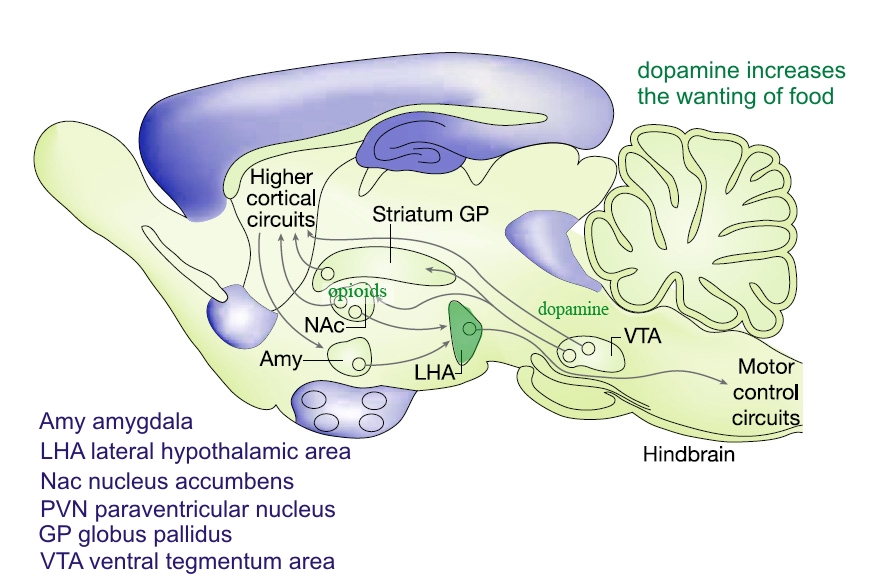 dopamine increases
the wanting of food
Higher
cortical
circuits
Striatum GP
opioids
dopamine
NAc
VTA
Amy
LHA
Motor
control
circuits
Hindbrain
Amy amygdala
LHA lateral hypothalamic area
Nac nucleus accumbens
PVN paraventricular nucleus
GP globus pallidus
VTA ventral tegmentum area